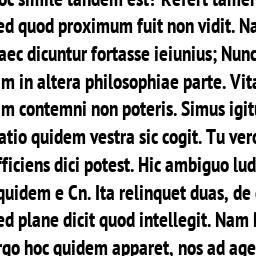 oc simile tandem est? Refert tamen
ed quod proximum fuit non vidit. Na
aec dicuntur fortasse ieiunius; Nunc
m in altera philosophiae parte. Vita
m contemni non poteris. Simus igitu
atio quidem vestra sic cogit. Tu vero
fficiens dici potest. Hic ambiguo lud
quidem e Cn. Ita relinquet duas, de
ed plane dicit quod intellegit. Nam
rgo hoc quidem apparet, nos ad age